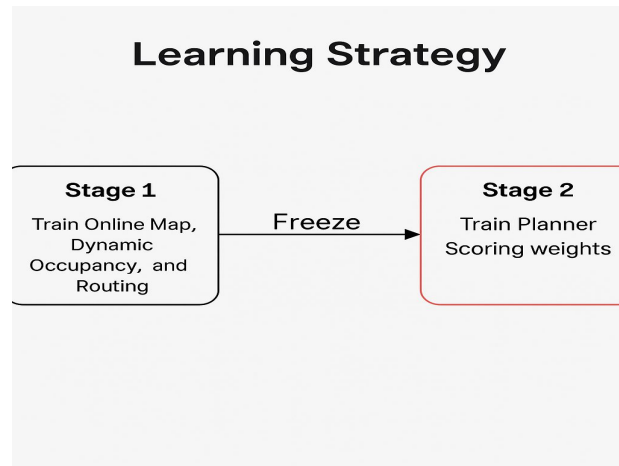 Learning Strategy
Stage 1
Train Online Map,
Dynamic
Occupancy, and
Routing
Freeze
Stage 2
Train Planner
Scoring weights